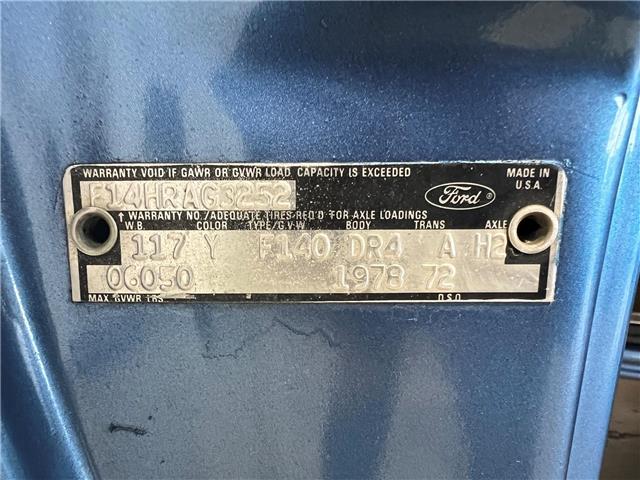 WARRANTY VOID IF GAWR OR GVWR LOAD CAPACITY IS EXCEEDED
MADE IN U.S.A.
F14HRAG3252
Ford
↑ WARRANTY NO./ADEQUATE TIRES REQ'D FOR AXLE LOADINGS
W.B. COLOR TYPE/G.V.W. BODY TRANS AXLE
117 Y F140 DR4 A H2
06050 1978 72
MAX GVWR LBS D.S.O.